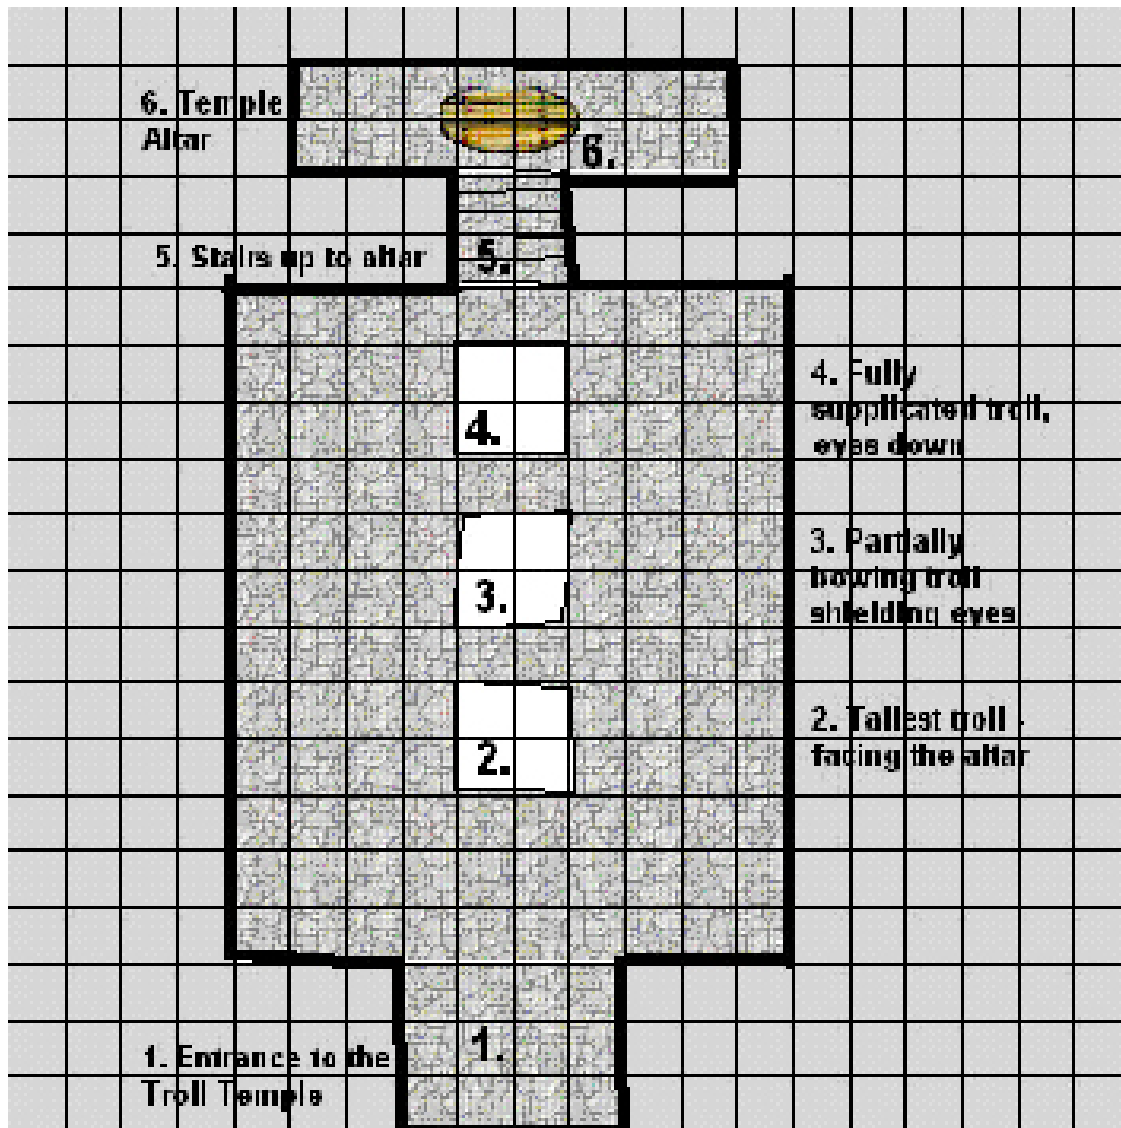 6. Temple
Altar
6.
5. Stairs up to altar
5.
4.
4. Fully
supplicated troll,
eyes down
3.
3. Partially
bowing troll
shielding eyes
2.
2. Tallest troll -
facing the altar
1.
1. Entrance to the
Troll Temple